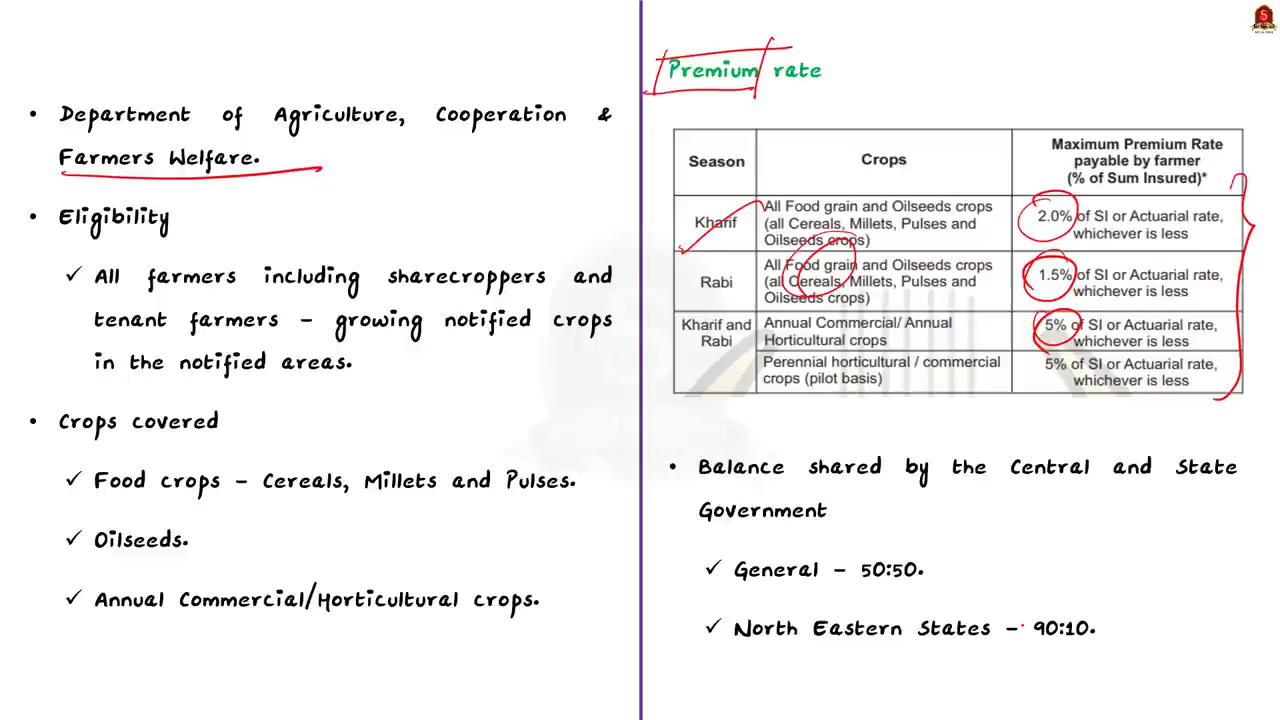 • Department of Agriculture, Cooperation &
Farmers Welfare.
• Eligibility
✓ All farmers including sharecroppers and
tenant farmers – growing notified crops
in the notified areas.
• Crops covered
✓ Food crops – Cereals, Millets and Pulses.
✓ Oilseeds.
✓ Annual Commercial/Horticultural crops.
Premium rate
Season
Crops
Maximum Premium Rate
payable by farmer
(% of Sum Insured)*
Kharif
All Food grain and Oilseeds crops
(all Cereals, Millets, Pulses and
Oilseeds crops)
2.0% of SI or Actuarial rate,
whichever is less
Rabi
All Food grain and Oilseeds crops
(all Cereals, Millets, Pulses and
Oilseeds crops)
1.5% of SI or Actuarial rate,
whichever is less
Kharif and
Rabi
Annual Commercial/ Annual
Horticultural crops
5% of SI or Actuarial rate,
whichever is less
Perennial horticultural / commercial
crops (pilot basis)
5% of SI or Actuarial rate,
whichever is less
• Balance shared by the Central and State
Government
✓ General – 50:50.
✓ North Eastern States – 90:10.